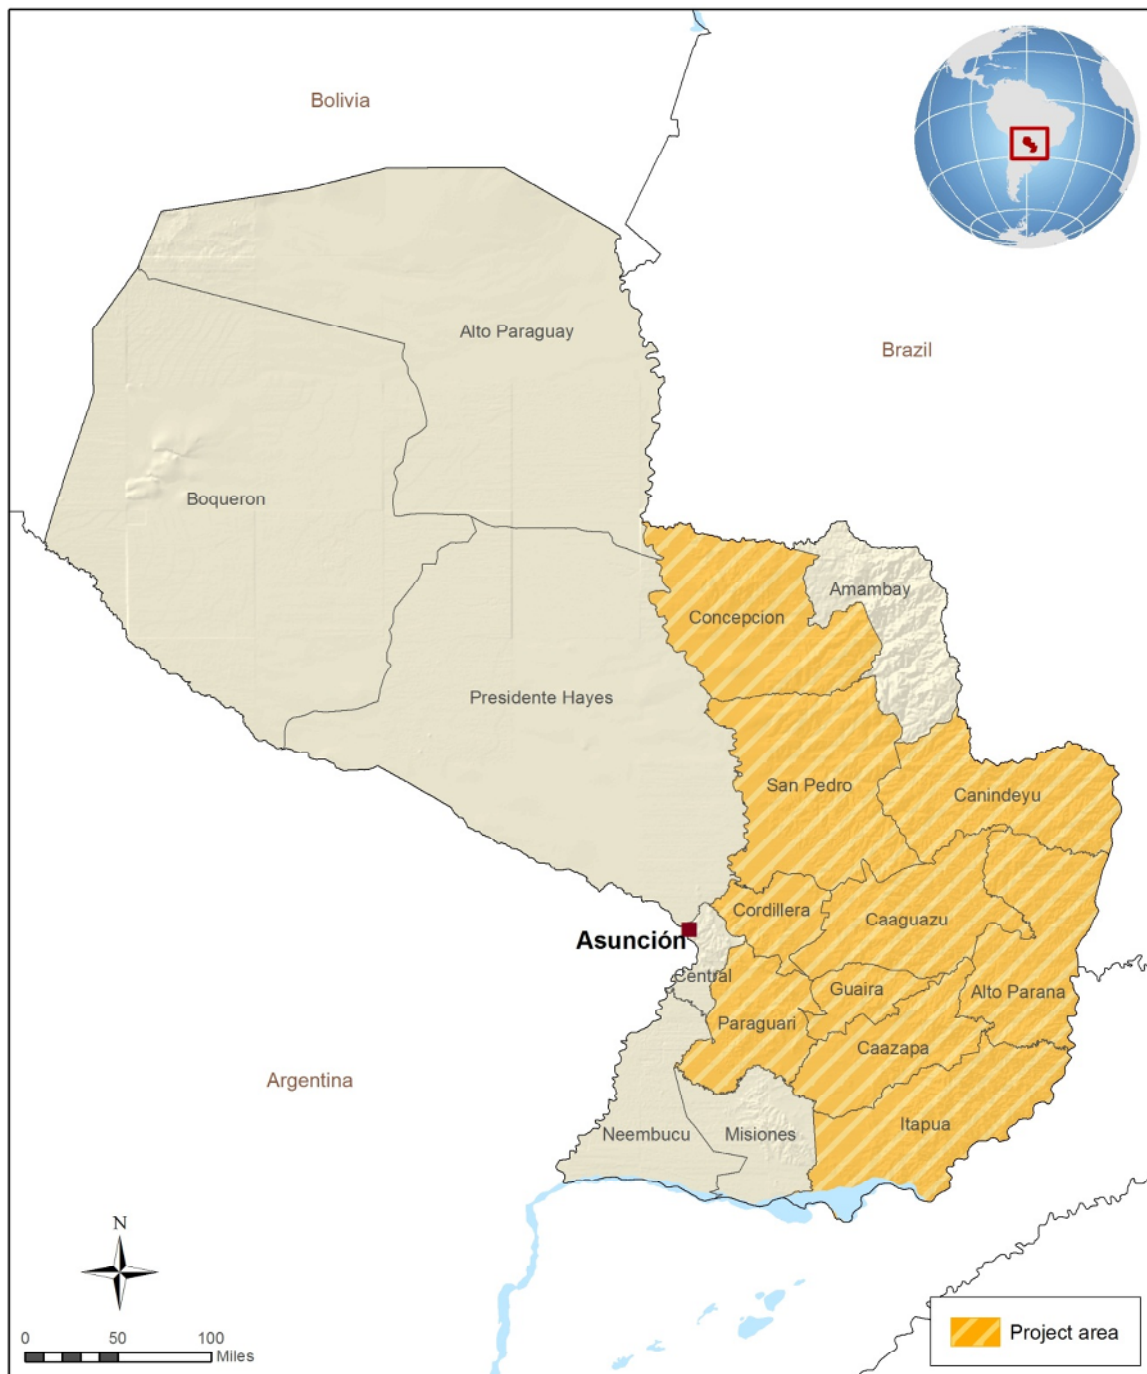 Bolivia
Alto Paraguay
Brazil
Boqueron
Amambay
Concepcion
Presidente Hayes
San Pedro
Canindeyu
Cordillera
Caaguazu
Asunción
Central
Guaira
Alto Parana
Paraguari
Caazapa
Argentina
Itapua
Neembucu
Misiones
N
0 50 100
Miles
Project area